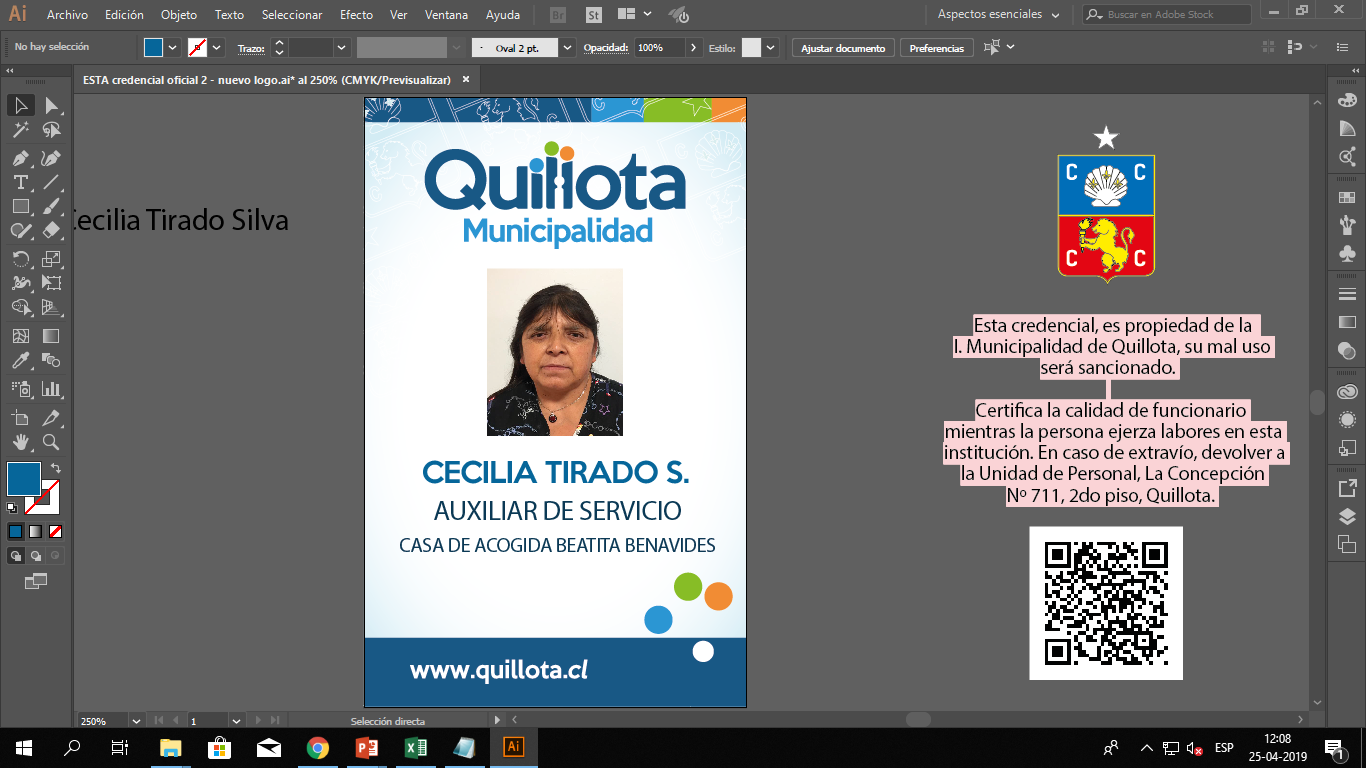 Ai Archivo Edición Objeto Texto Seleccionar Efecto Ver Ventana Ayuda Br St Aspectos esenciales Buscar en Adobe Stock
No hay selección Trazo: Oval 2 pt. Opacidad: 100% Estilo: Ajustar documento Preferencias
ESTA credencial oficial 2 - nuevo logo.ai* al 250% (CMYK/Previsualizar)
Quillota
Municipalidad
Cecilia Tirado Silva
CECILIA TIRADO S.
AUXILIAR DE SERVICIO
CASA DE ACOGIDA BEATITA BENAVIDES
www.quillota.cl
C C
C C
Esta credencial, es propiedad de la
I. Municipalidad de Quillota, su mal uso
será sancionado.
Certifica la calidad de funcionario
mientras la persona ejerza labores en esta
institución. En caso de extravío, devolver a
la Unidad de Personal, La Concepción
Nº 711, 2do piso, Quillota.
250% 1 Selección directa
Ai ESP 12:08
25-04-2019 1